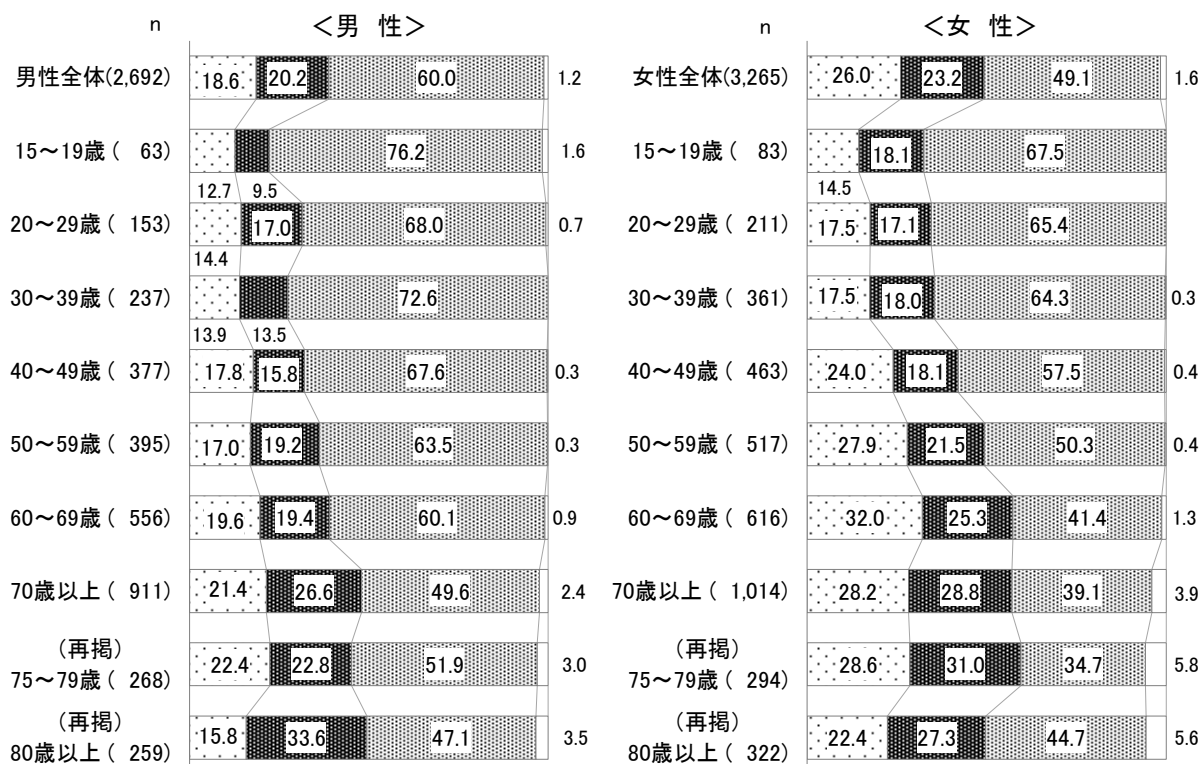 n ＜男 性＞
男性全体(2,692) 18.6 20.2 60.0 1.2
15～19歳( 63) 76.2 1.6
12.7 9.5
20～29歳( 153) 17.0 68.0 0.7
14.4
30～39歳( 237) 72.6
13.9 13.5
40～49歳( 377) 17.8 15.8 67.6 0.3
50～59歳( 395) 17.0 19.2 63.5 0.3
60～69歳( 556) 19.6 19.4 60.1 0.9
70歳以上( 911) 21.4 26.6 49.6 2.4
(再掲)
75～79歳( 268) 22.4 22.8 51.9 3.0
(再掲)
80歳以上( 259) 15.8 33.6 47.1 3.5
n ＜女 性＞
女性全体(3,265) 26.0 23.2 49.1 1.6
15～19歳( 83) 18.1 67.5
14.5
20～29歳( 211) 17.5 17.1 65.4
30～39歳( 361) 17.5 18.0 64.3 0.3
40～49歳( 463) 24.0 18.1 57.5 0.4
50～59歳( 517) 27.9 21.5 50.3 0.4
60～69歳( 616) 32.0 25.3 41.4 1.3
70歳以上( 1,014) 28.2 28.8 39.1 3.9
(再掲)
75～79歳( 294) 28.6 31.0 34.7 5.8
(再掲)
80歳以上( 322) 22.4 27.3 44.7 5.6